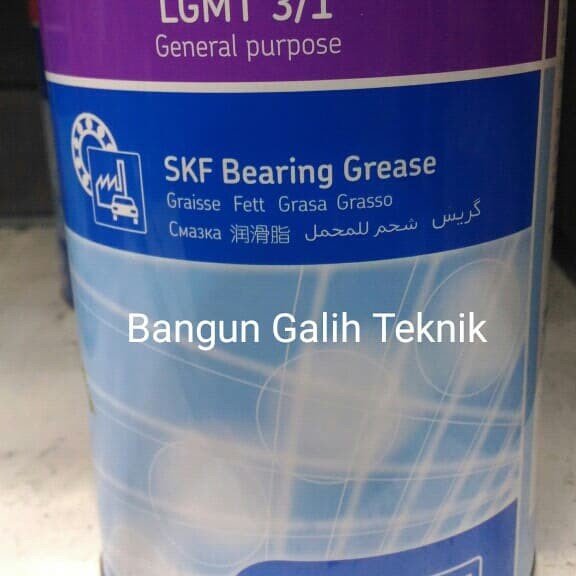 LGMT 3/1
General purpose
SKF Bearing Grease
Graisse Fett Grasa Grasso
Смазка 润滑脂 شحم للمحمل گریس
Bangun Galih Teknik